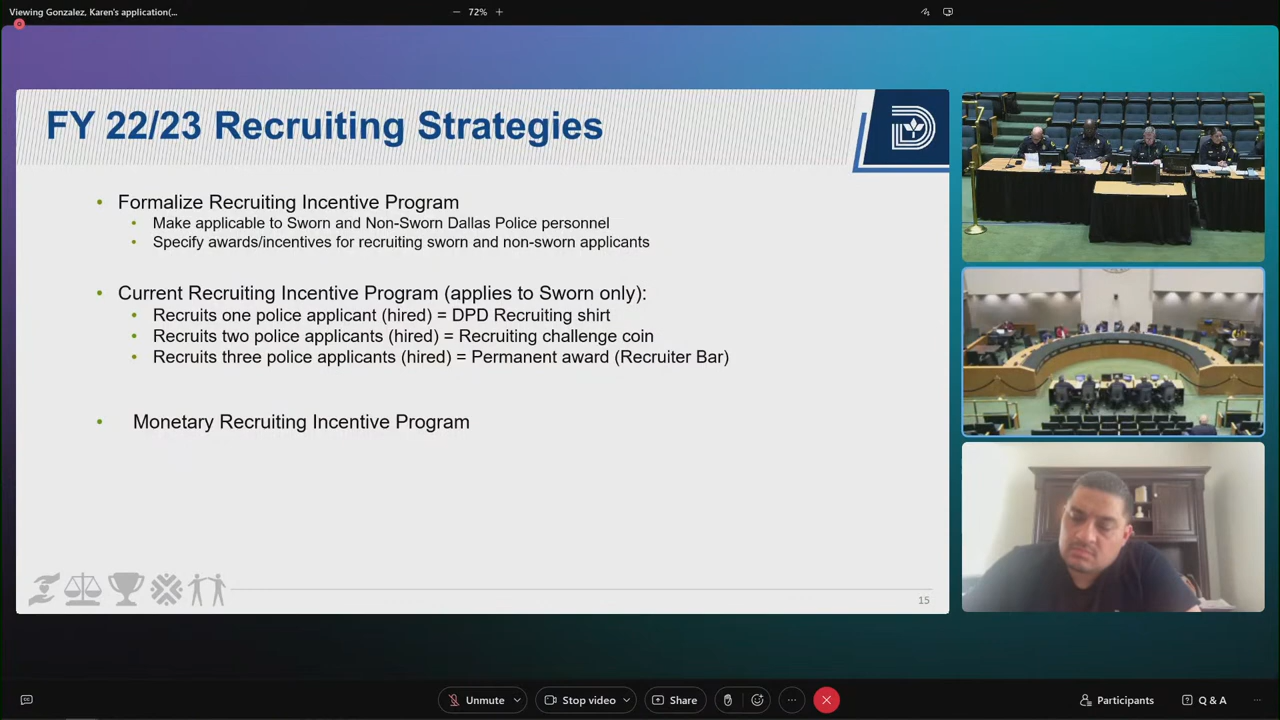 Viewing Gonzalez, Karen's application(...
72%
FY 22/23 Recruiting Strategies
Formalize Recruiting Incentive Program
Make applicable to Sworn and Non-Sworn Dallas Police personnel
Specify awards/incentives for recruiting sworn and non-sworn applicants
Current Recruiting Incentive Program (applies to Sworn only):
Recruits one police applicant (hired) = DPD Recruiting shirt
Recruits two police applicants (hired) = Recruiting challenge coin
Recruits three police applicants (hired) = Permanent award (Recruiter Bar)
Monetary Recruiting Incentive Program
15
Unmute
Stop video
Share
Participants
Q & A